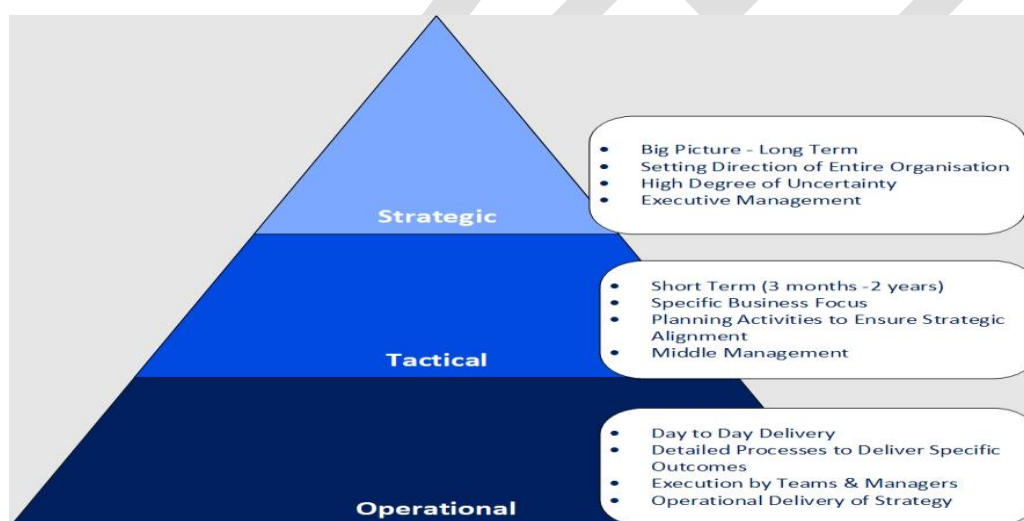 Big Picture - Long Term
Setting Direction of Entire Organisation
High Degree of Uncertainty
Executive Management
Strategic
Short Term (3 months -2 years)
Specific Business Focus
Planning Activities to Ensure Strategic
Alignment
Middle Management
Tactical
Day to Day Delivery
Detailed Processes to Deliver Specific
Outcomes
Execution by Teams & Managers
Operational Delivery of Strategy
Operational